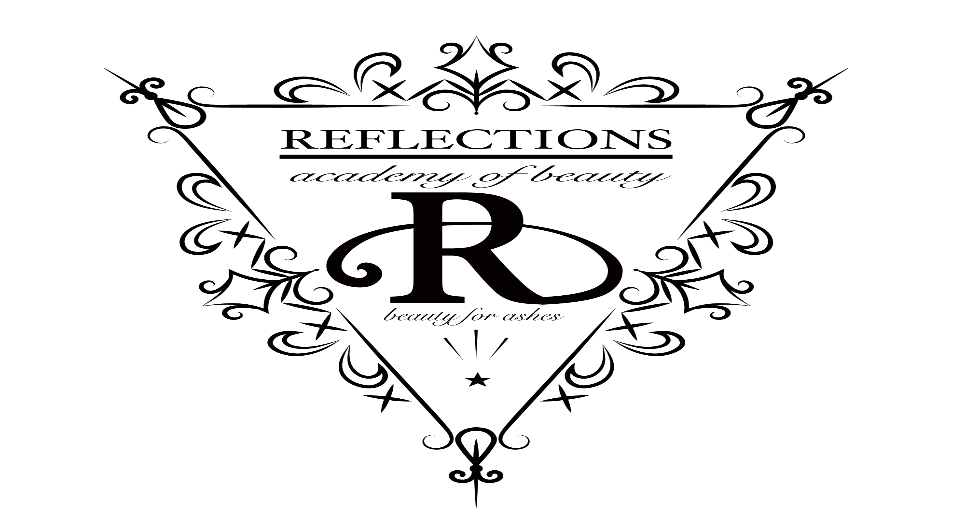 REFLECTIONS
academy of beauty
R
beauty for ashes